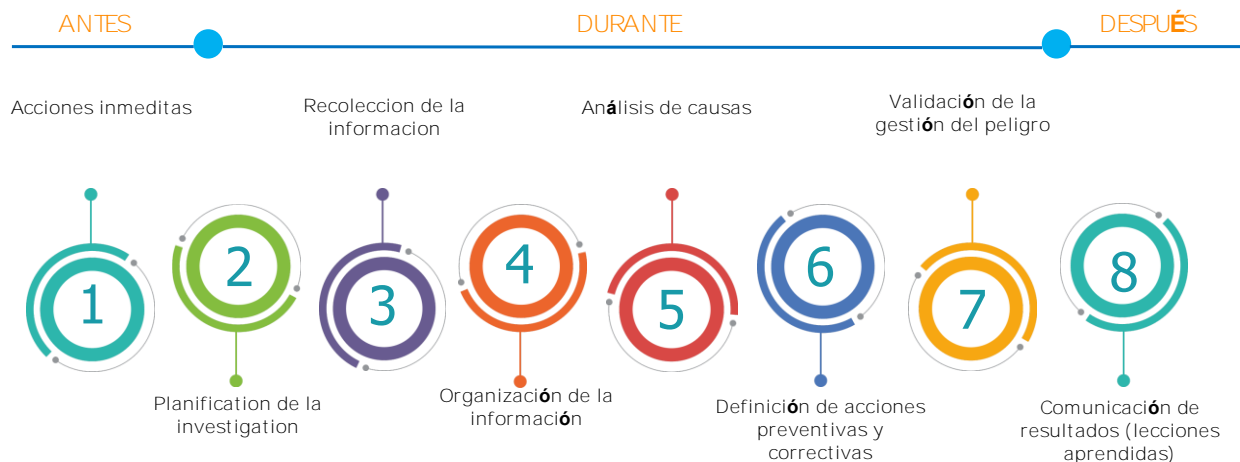 ANTES
DURANTE
DESPUÉS
Acciones inmeditas
Recoleccion de la
informacion
Análisis de causas
Validación de la
gestión del peligro
1
2
3
4
5
6
7
8
Planification de la
investigation
Organización de la
información
Definición de acciones
preventivas y
correctivas
Comunicación de
resultados (lecciones
aprendidas)